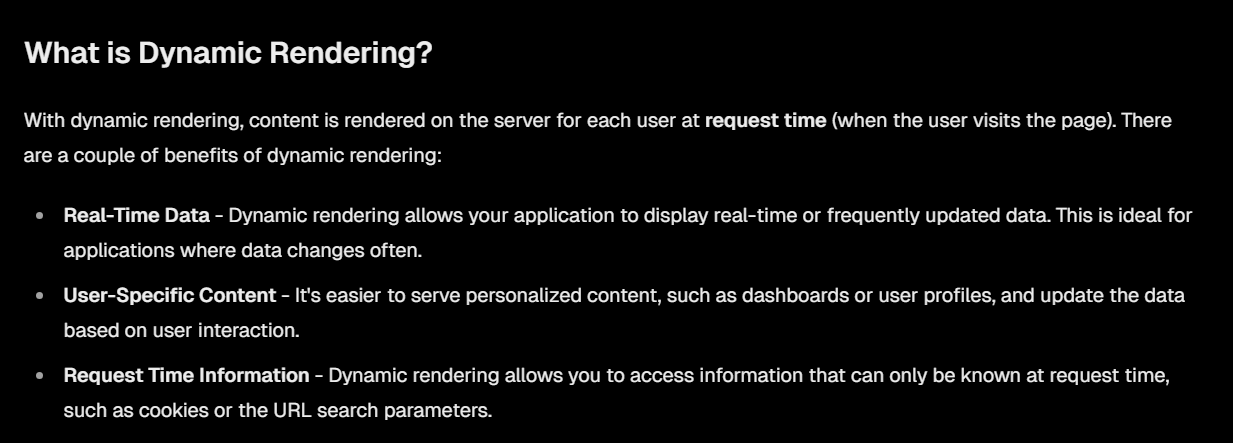 What is Dynamic Rendering?
With dynamic rendering, content is rendered on the server for each user at request time (when the user visits the page). There
are a couple of benefits of dynamic rendering:
• Real-Time Data - Dynamic rendering allows your application to display real-time or frequently updated data. This is ideal for
applications where data changes often.
• User-Specific Content - It's easier to serve personalized content, such as dashboards or user profiles, and update the data
based on user interaction.
• Request Time Information - Dynamic rendering allows you to access information that can only be known at request time,
such as cookies or the URL search parameters.